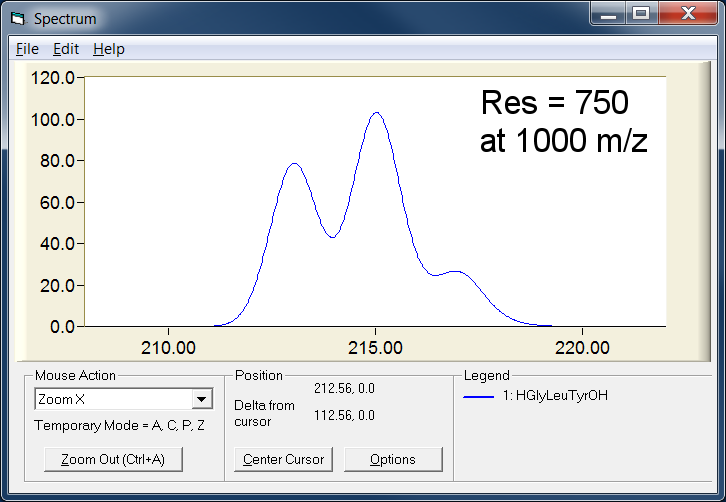 Spectrum
File Edit Help
Res = 750
at 1000 m/z
120.0
100.0
80.0
60.0
40.0
20.0
0.0
210.00 215.00 220.00
Mouse Action
Zoom X
Temporary Mode = A, C, P, Z
Zoom Out (Ctrl+A)
Position
212.56, 0.0
Delta from
cursor
112.56, 0.0
Center Cursor
Options
Legend
1: HGlyLeuTyrOH